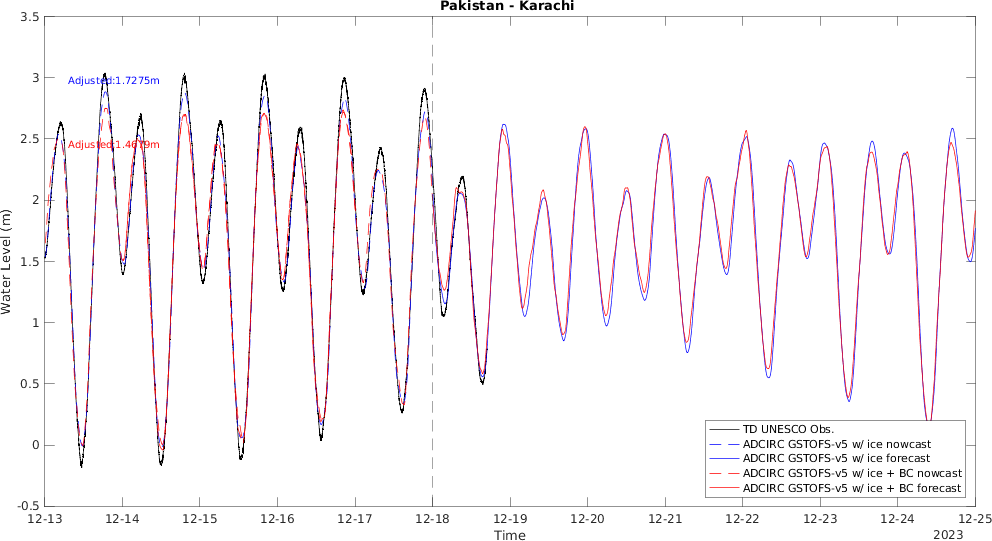 Pakistan - Karachi
3.5
3
2.5
2
1.5
1
0.5
0
-0.5
Water Level (m)
Adjusted:1.7275m
Adjusted:1.4679m
TD UNESCO Obs.
ADCIRC GSTOFS-v5 w/ ice nowcast
ADCIRC GSTOFS-v5 w/ ice forecast
ADCIRC GSTOFS-v5 w/ ice + BC nowcast
ADCIRC GSTOFS-v5 w/ ice + BC forecast
12-13 12-14 12-15 12-16 12-17 12-18 12-19 12-20 12-21 12-22 12-23 12-24 12-25
Time
2023